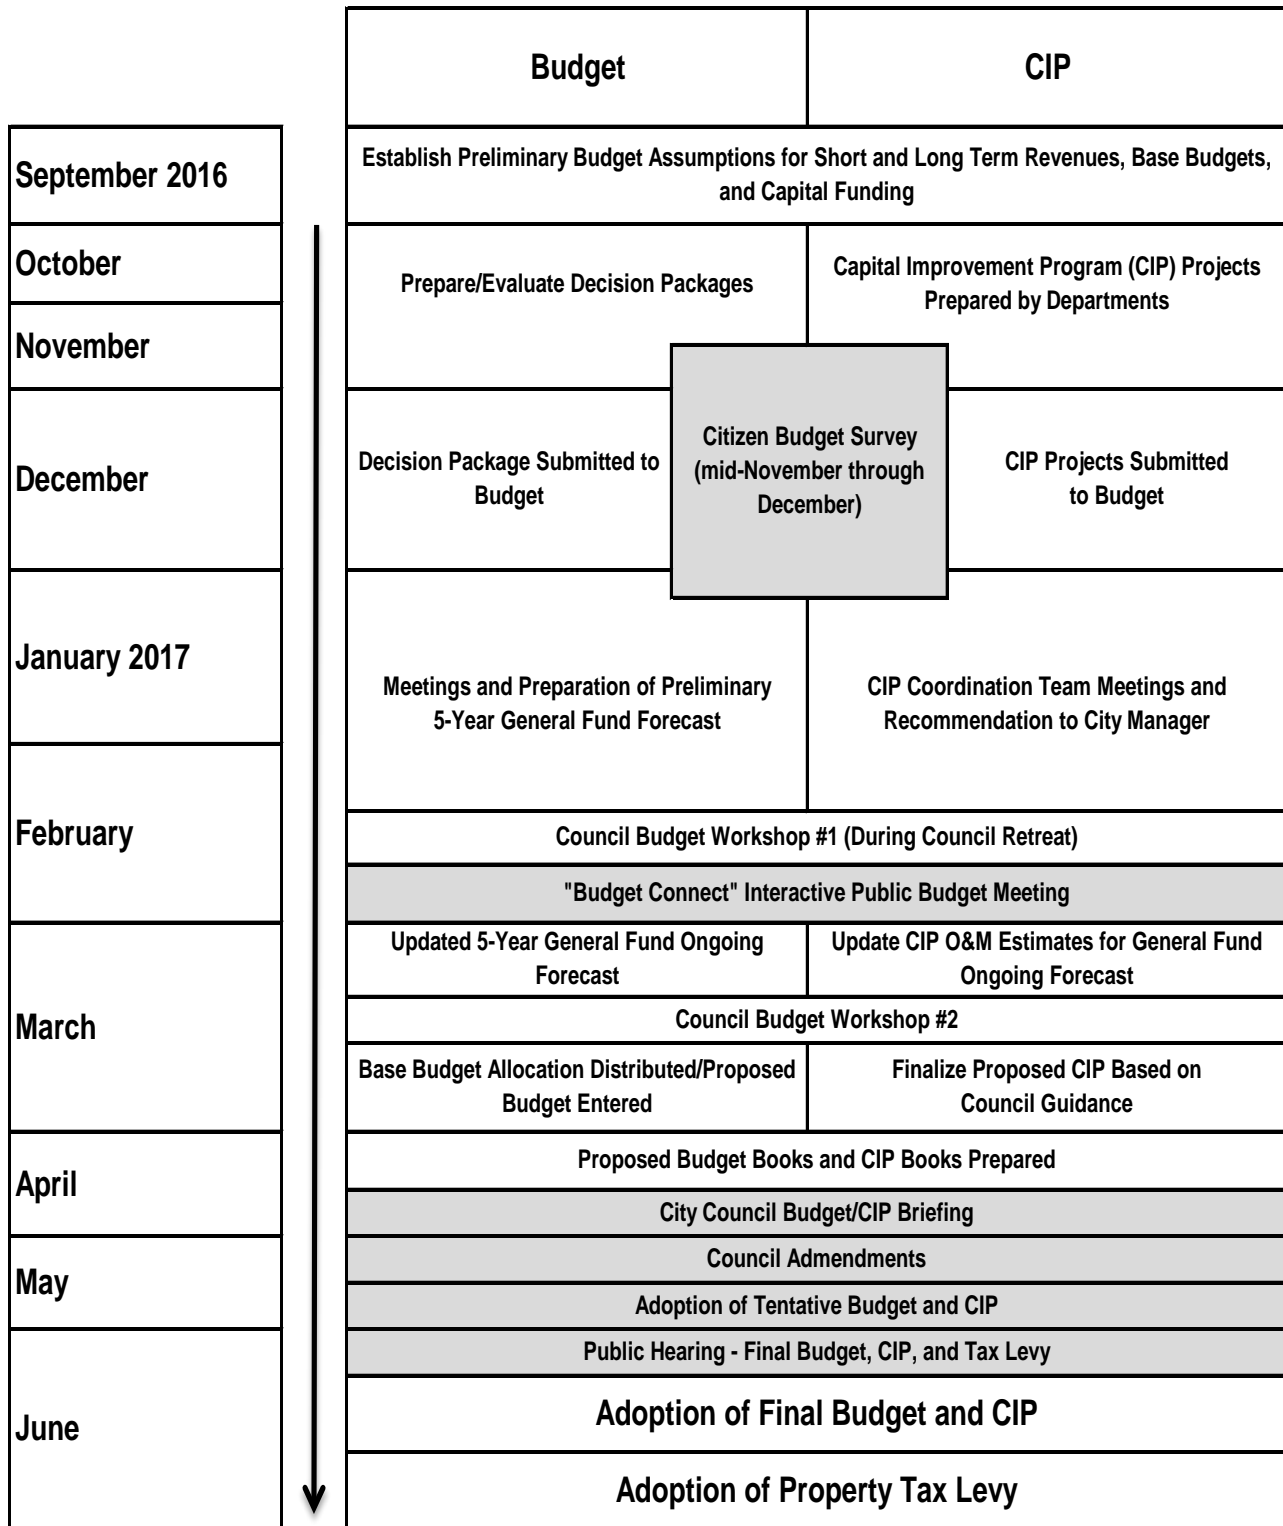 Budget
CIP
September 2016
Establish Preliminary Budget Assumptions for Short and Long Term Revenues, Base Budgets,
and Capital Funding
October
Prepare/Evaluate Decision Packages
Capital Improvement Program (CIP) Projects
Prepared by Departments
November
December
Decision Package Submitted to
Budget
Citizen Budget Survey
(mid-November through
December)
CIP Projects Submitted
to Budget
January 2017
Meetings and Preparation of Preliminary
5-Year General Fund Forecast
CIP Coordination Team Meetings and
Recommendation to City Manager
February
Council Budget Workshop #1 (During Council Retreat)
"Budget Connect" Interactive Public Budget Meeting
March
Updated 5-Year General Fund Ongoing
Forecast
Update CIP O&M Estimates for General Fund
Ongoing Forecast
Council Budget Workshop #2
Base Budget Allocation Distributed/Proposed
Budget Entered
Finalize Proposed CIP Based on
Council Guidance
April
Proposed Budget Books and CIP Books Prepared
City Council Budget/CIP Briefing
May
Council Admendments
Adoption of Tentative Budget and CIP
June
Public Hearing - Final Budget, CIP, and Tax Levy
Adoption of Final Budget and CIP
Adoption of Property Tax Levy